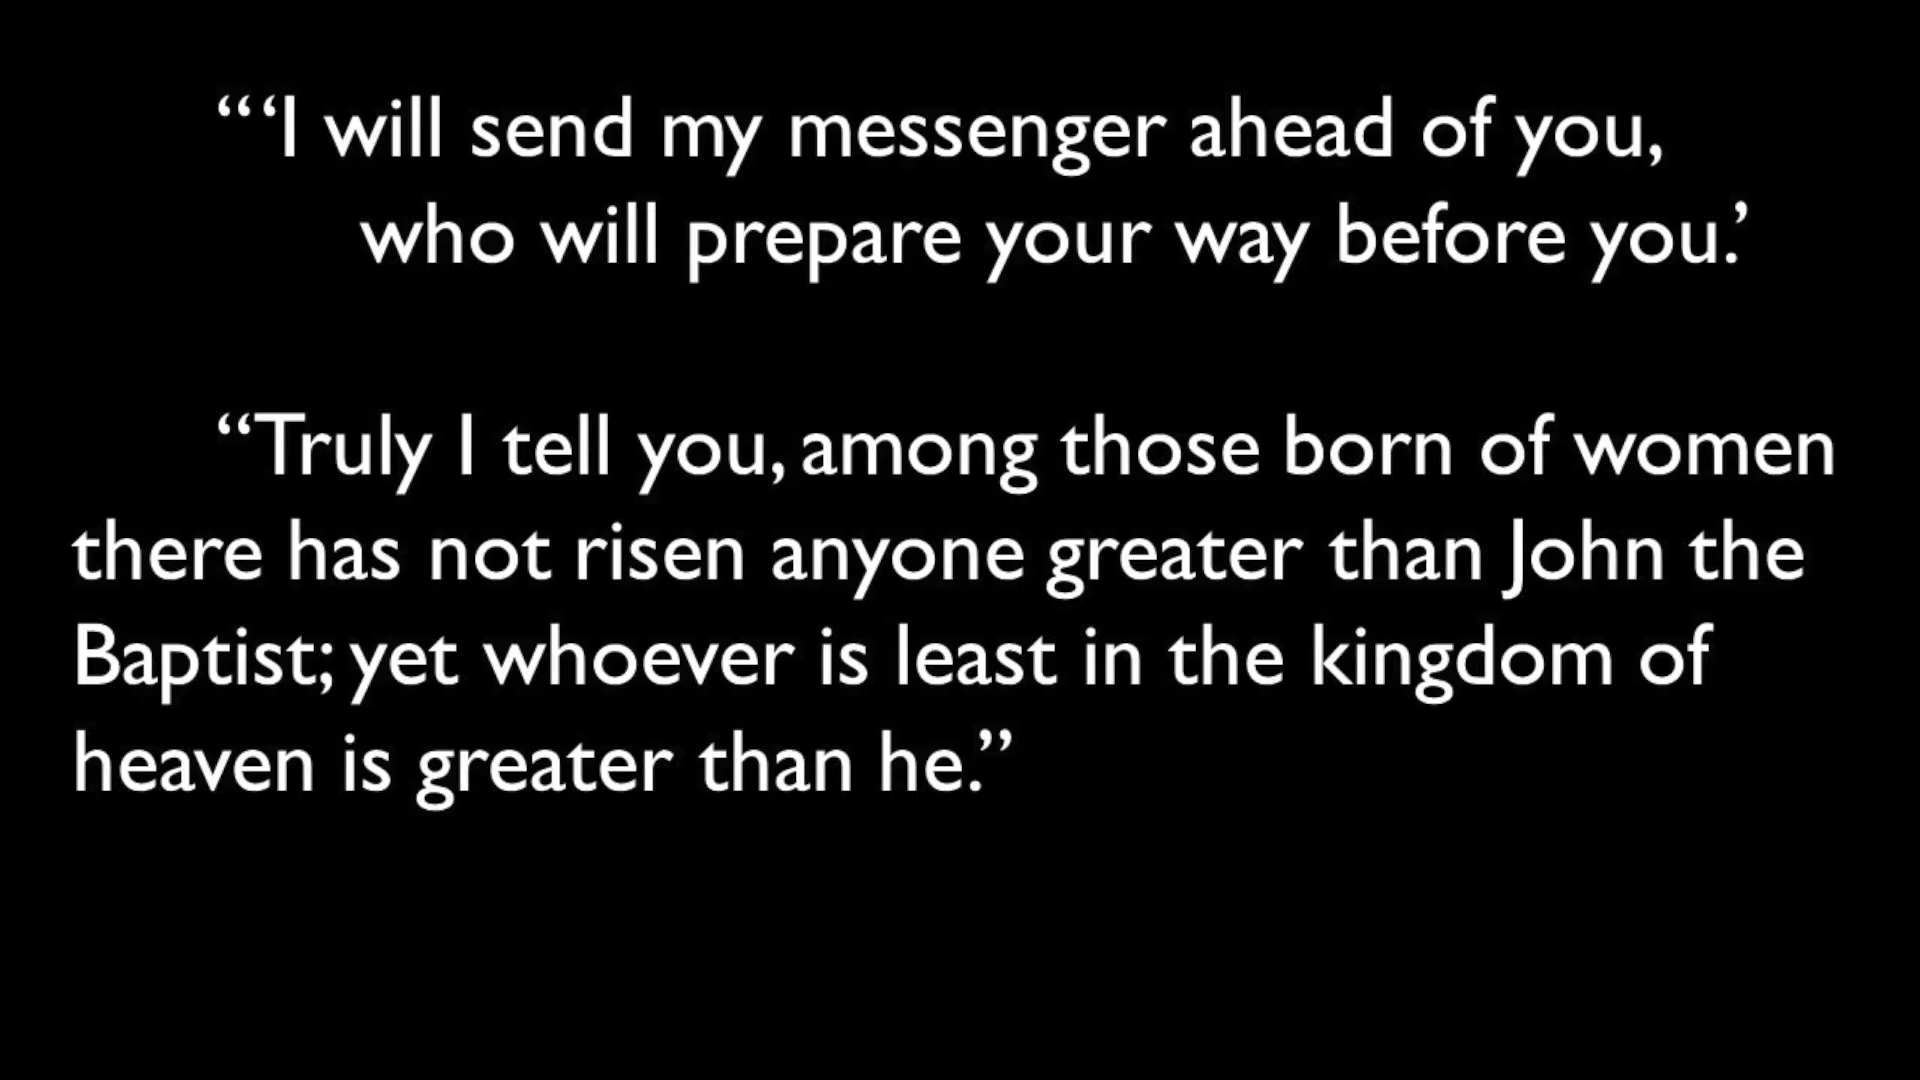 “‘I will send my messenger ahead of you,
who will prepare your way before you.’
“Truly I tell you, among those born of women
there has not risen anyone greater than John the
Baptist; yet whoever is least in the kingdom of
heaven is greater than he.”